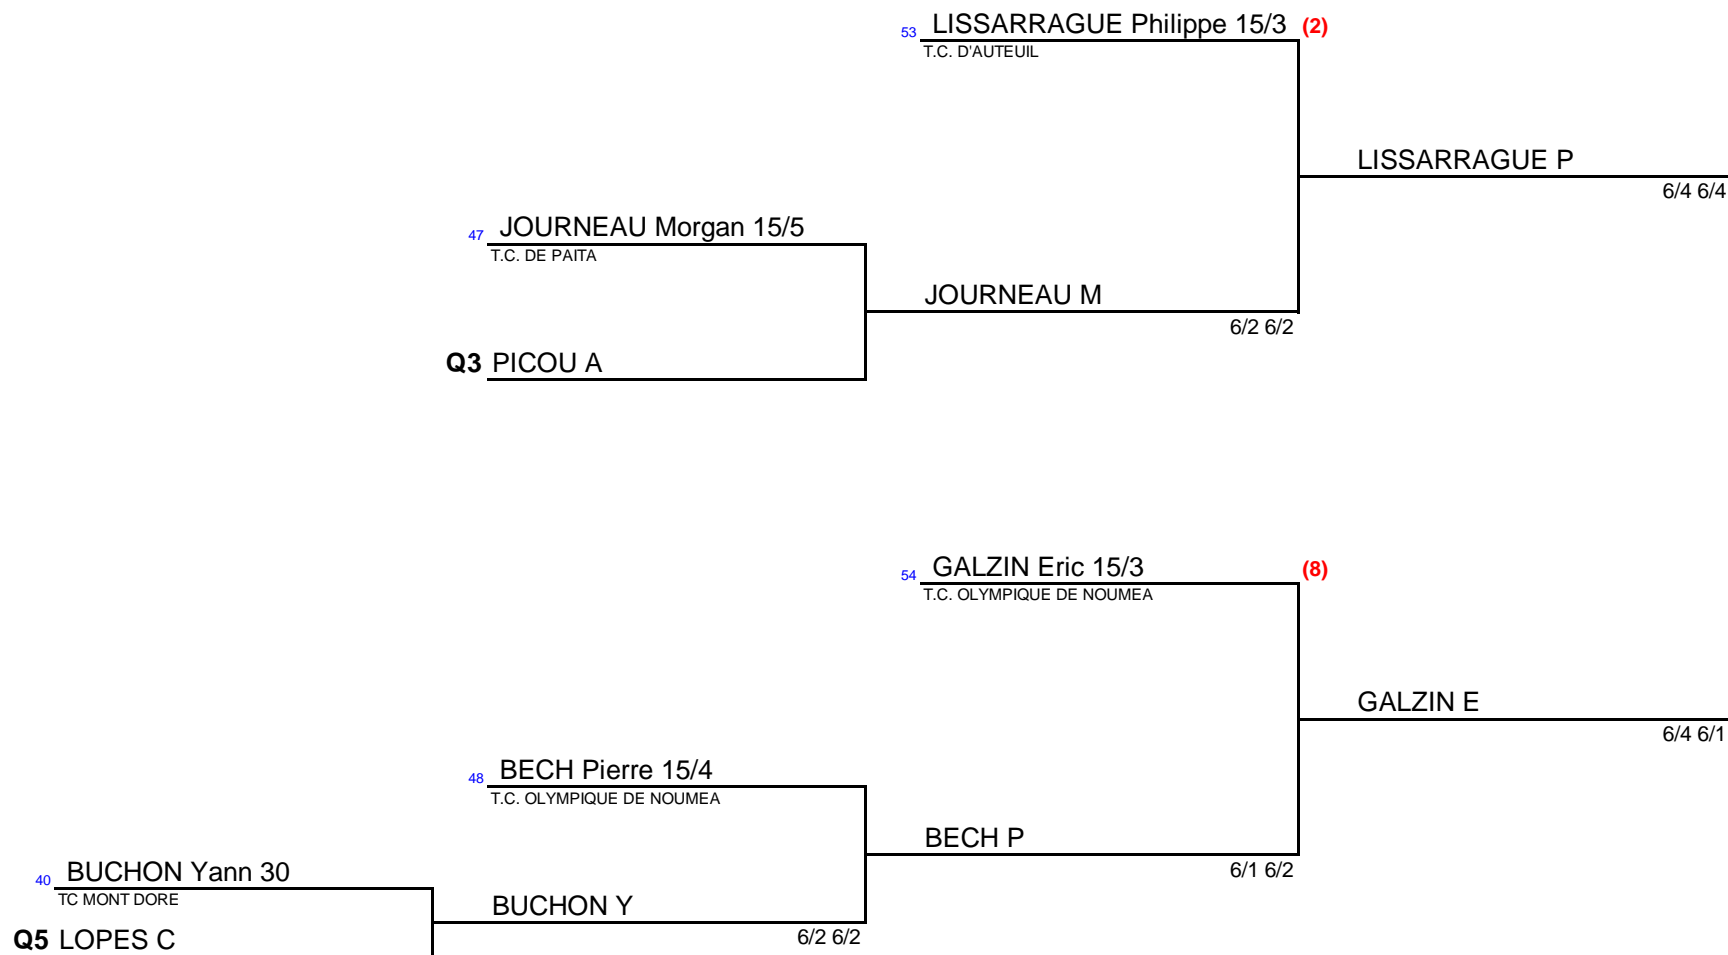 53 LISSARRAGUE Philippe 15/3 (2)
T.C. D'AUTEUIL
LISSARRAGUE P
6/4 6/4
47 JOURNEAU Morgan 15/5
T.C. DE PAITA
JOURNEAU M
6/2 6/2
Q3 PICOU A
54 GALZIN Eric 15/3 (8)
T.C. OLYMPIQUE DE NOUMEA
GALZIN E
6/4 6/1
48 BECH Pierre 15/4
T.C. OLYMPIQUE DE NOUMEA
BECH P
6/1 6/2
40 BUCHON Yann 30
TC MONT DORE
BUCHON Y
6/2 6/2
Q5 LOPES C